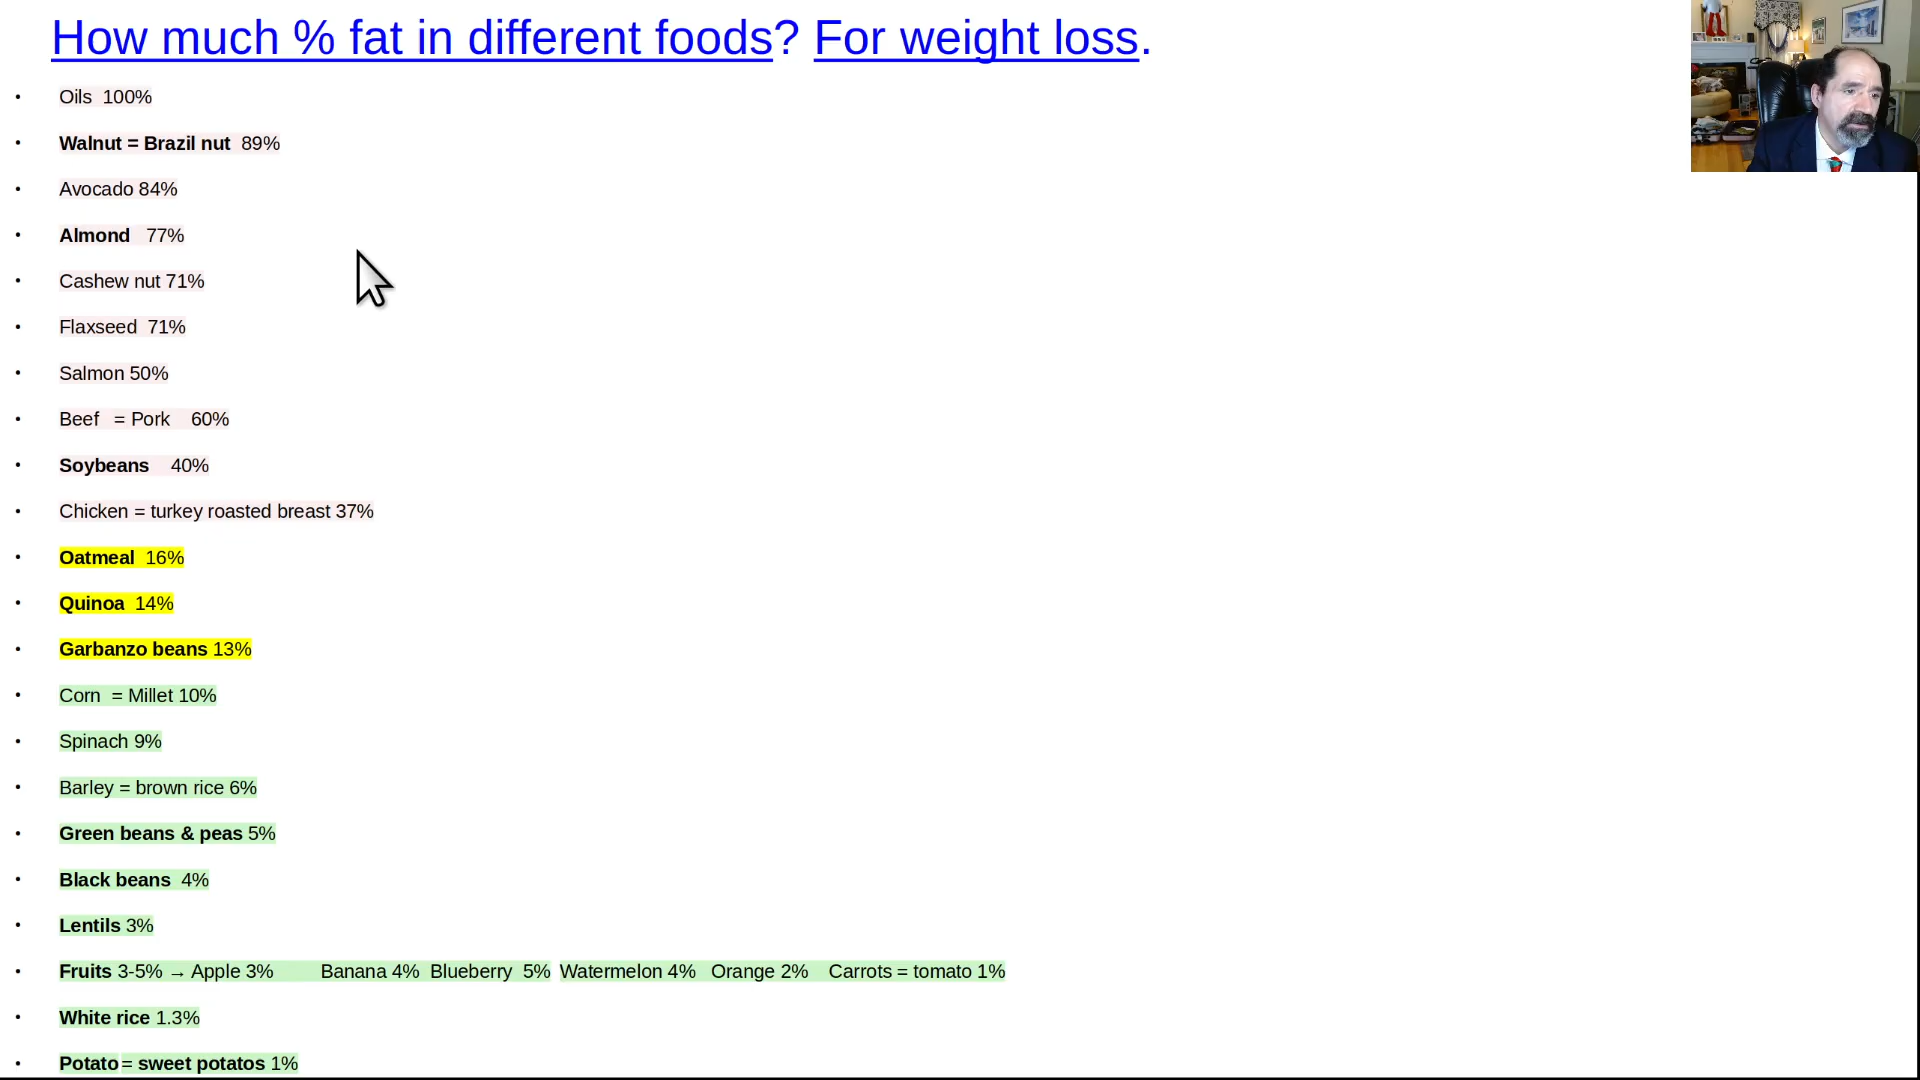 How much % fat in different foods? For weight loss.
• Oils 100%
• Walnut = Brazil nut 89%
• Avocado 84%
• Almond 77%
• Cashew nut 71%
• Flaxseed 71%
• Salmon 50%
• Beef = Pork 60%
• Soybeans 40%
• Chicken = turkey roasted breast 37%
• Oatmeal 16%
• Quinoa 14%
• Garbanzo beans 13%
• Corn = Millet 10%
• Spinach 9%
• Barley = brown rice 6%
• Green beans & peas 5%
• Black beans 4%
• Lentils 3%
• Fruits 3-5% → Apple 3% Banana 4% Blueberry 5% Watermelon 4% Orange 2% Carrots = tomato 1%
• White rice 1.3%
• Potato = sweet potatos 1%